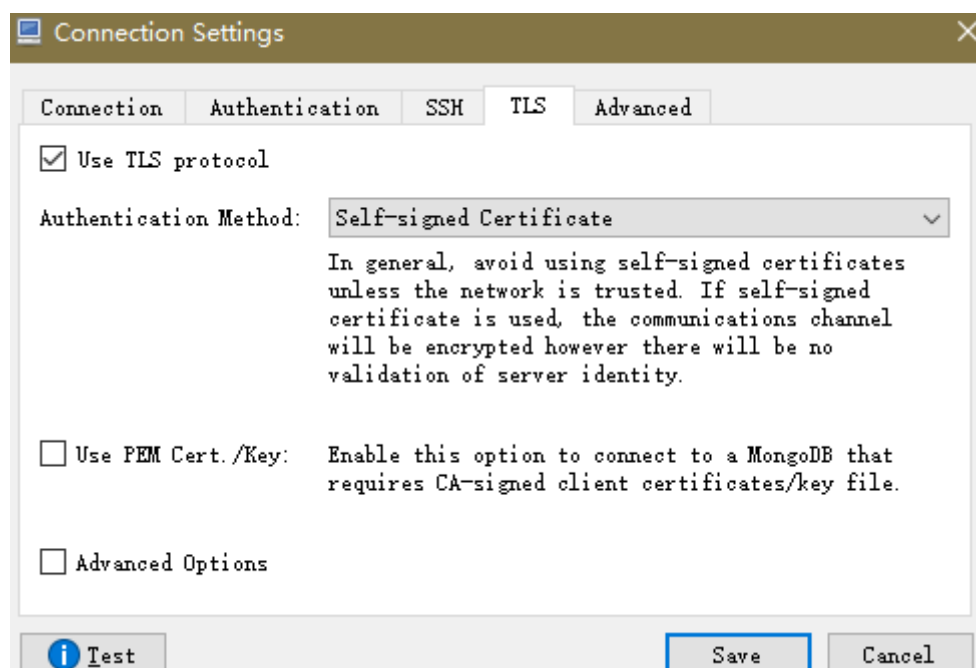 Connection Settings
Connection Authentication SSH TLS Advanced
Use TLS protocol
Authentication Method: Self-signed Certificate
In general, avoid using self-signed certificates
unless the network is trusted. If self-signed
certificate is used, the communications channel
will be encrypted however there will be no
validation of server identity.
Use PEM Cert./Key: Enable this option to connect to a MongoDB that
requires CA-signed client certificates/key file.
Advanced Options
Test Save Cancel